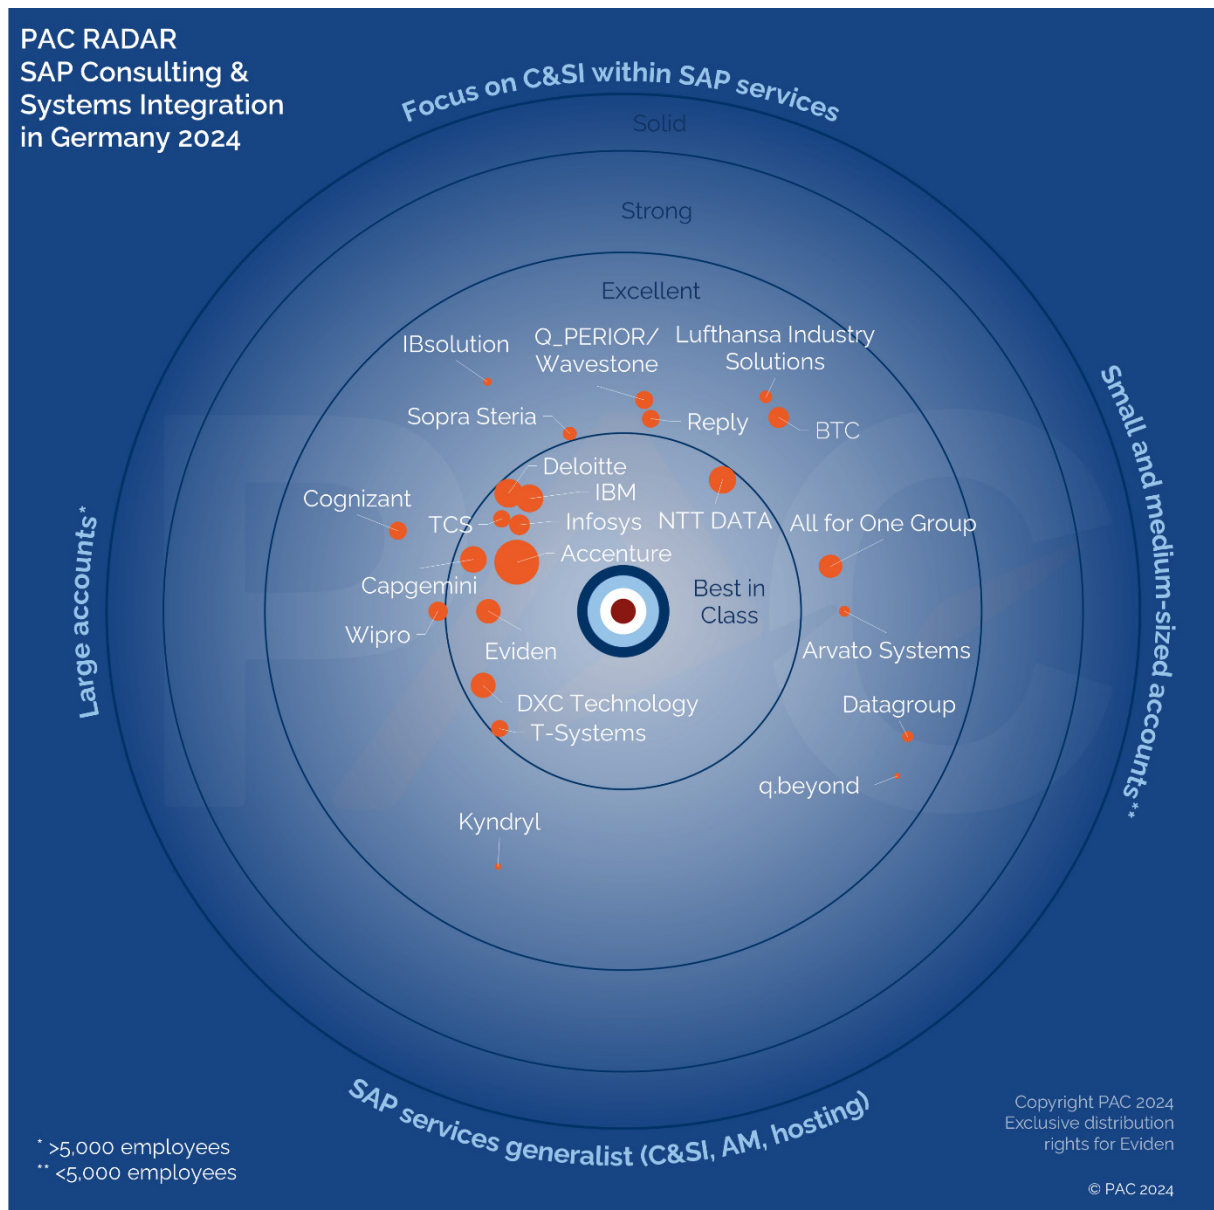 PAC RADAR
SAP Consulting &
Systems Integration
in Germany 2024
Focus on C&SI within SAP services
Solid
Strong
Excellent
IBsolution
Q_PERIOR/
Wavestone
Lufthansa Industry
Solutions
Sopra Steria
Reply
BTC
Deloitte
IBM
Cognizant
TCS
Infosys
NTT DATA
All for One Group
Accenture
Capgemini
Best in
Class
Wipro
Eviden
Arvato Systems
DXC Technology
T-Systems
Datagroup
q.beyond
Kyndryl
Large accounts*
Small and medium-sized accounts**
SAP services generalist (C&SI, AM, hosting)
* >5,000 employees
** <5,000 employees
Copyright PAC 2024
Exclusive distribution
rights for Eviden
© PAC 2024
PAC